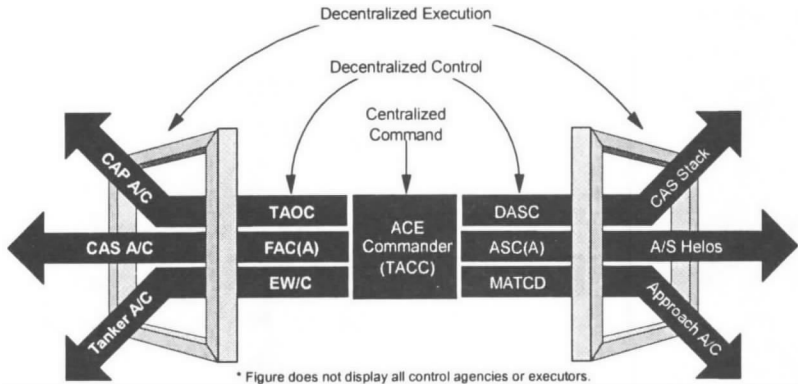 Decentralized Execution
Decentralized Control
Centralized
Command
CAP A/C
CAS A/C
Tanker A/C
TAOC
FAC(A)
EW/C
ACE
Commander
(TACC)
DASC
ASC(A)
MATCD
CAS Stack
A/S Helos
Approach A/C
* Figure does not display all control agencies or executors.